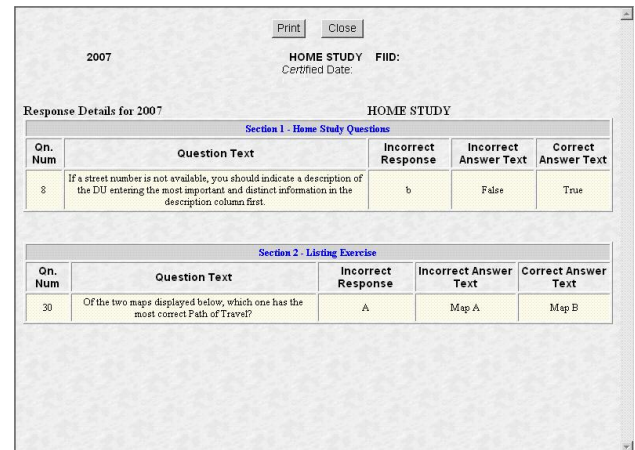 Print Close
2007 HOME STUDY FIID:
Certified Date:
Response Details for 2007 HOME STUDY
Section 1 - Home Study Questions
Qn. Num Question Text Incorrect Response Incorrect Answer Text Correct Answer Text
8 If a street number is not available, you should indicate a description of the DU entering the most important and distinct information in the description column first. b False True
Section 2 - Listing Exercise
Qn. Num Question Text Incorrect Response Incorrect Answer Text Correct Answer Text
30 Of the two maps displayed below, which one has the most correct Path of Travel? A Map A Map B